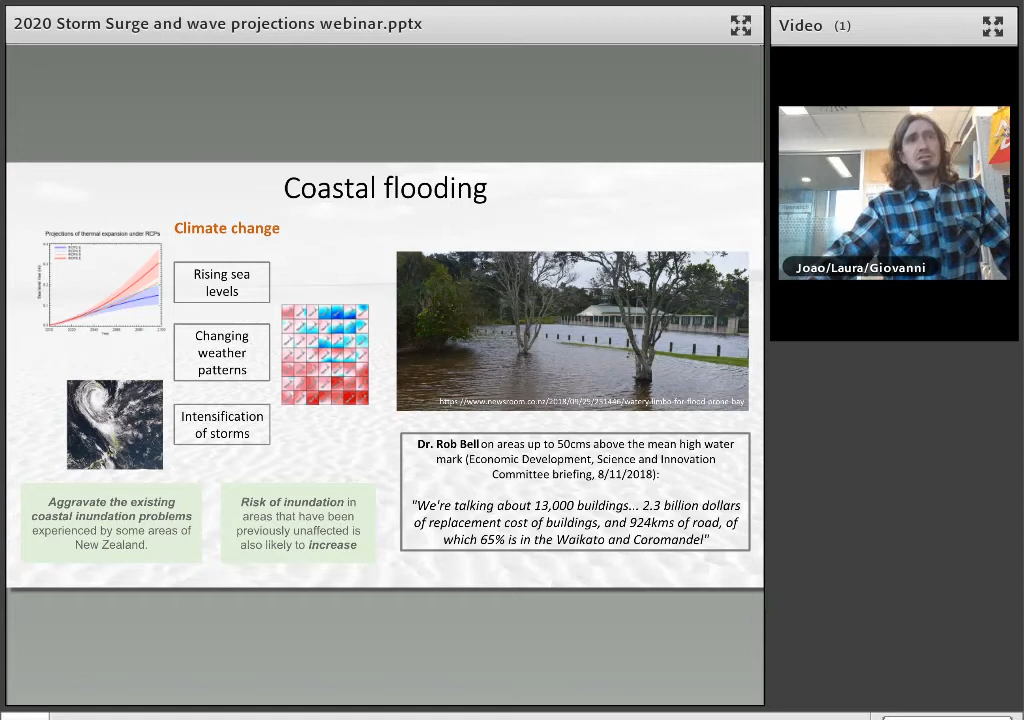 2020 Storm Surge and wave projections webinar.pptx
Video (1)
Joao/Laura/Giovanni
Coastal flooding
Climate change
Projections of thermal expansion under RCPs
Year
Rising sea
levels
Changing
weather
patterns
Intensification
of storms
https://www.newsroom.co.nz/2018/09/25/251446/watery-limbo-for-flood-prone-bay
Aggravate the existing
coastal inundation problems
experienced by some areas of
New Zealand.
Risk of inundation in
areas that have been
previously unaffected is
also likely to increase
Dr. Rob Bell on areas up to 50cms above the mean high water
mark (Economic Development, Science and Innovation
Committee briefing, 8/11/2018):
"We're talking about 13,000 buildings... 2.3 billion dollars
of replacement cost of buildings, and 924kms of road, of
which 65% is in the Waikato and Coromandel"